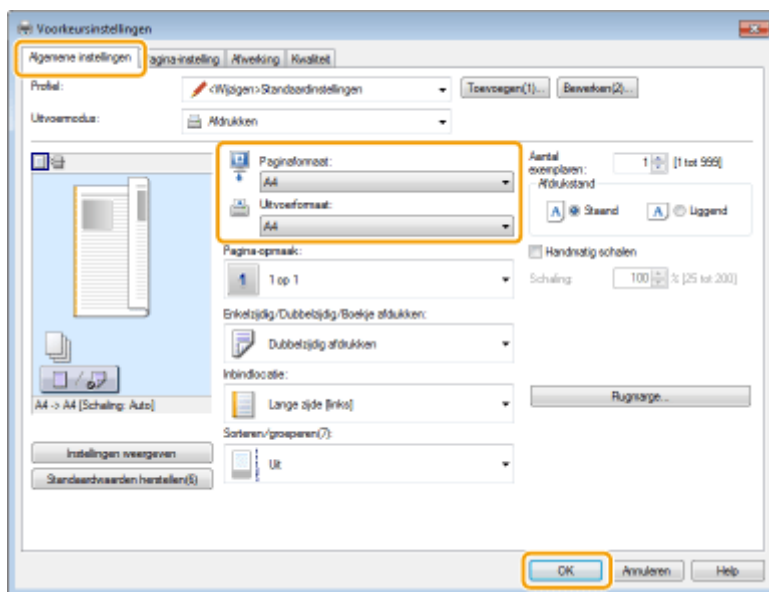 Voorkeursinstellingen
Algemene instellingen Pagina-instelling Afwerking Kwaliteit
Profiel: <Wijzigen>Standaardinstellingen Toevoegen(1)... Bewerken(2)...
Uitvoermodus: Afdrukken
Paginaformaat:
A4
Uitvoerformaat:
A4
Aantal exemplaren: 1 [1 tot 999]
Afdrukstand
A Staand A Liggend
Pagina-opmaak:
1 1 op 1
Handmatig schalen
Schaling: 100 % [25 tot 200]
Enkelzijdig/Dubbelzijdig/Boekje afdrukken:
Dubbelzijdig afdrukken
Inbindlocatie:
Lange zijde [links]
Rugmarge...
A4 -> A4 [Schaling: Auto]
Sorteren/groeperen(7):
Uit
Instellingen weergeven
Standaardwaarden herstellen(6)
OK Annuleren Help